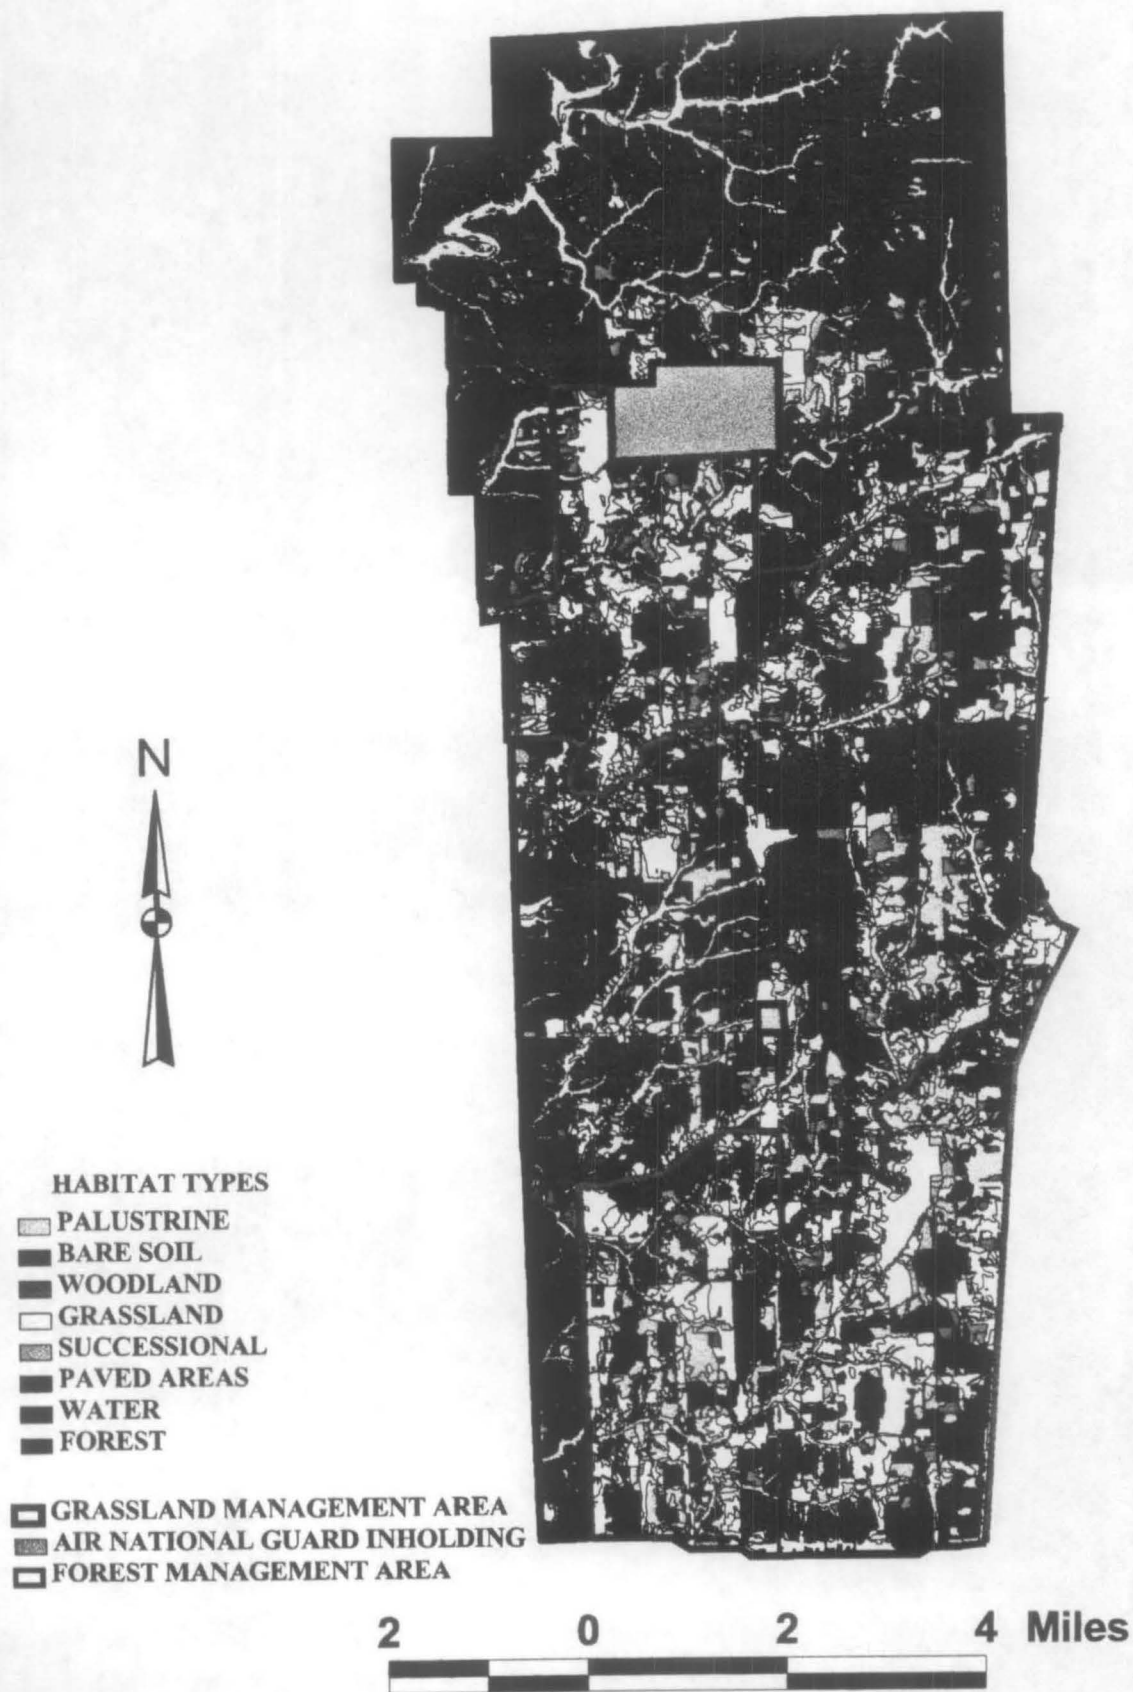 N
HABITAT TYPES
PALUSTRINE
BARE SOIL
WOODLAND
GRASSLAND
SUCCESSIONAL
PAVED AREAS
WATER
FOREST
GRASSLAND MANAGEMENT AREA
AIR NATIONAL GUARD INHOLDING
FOREST MANAGEMENT AREA
2 0 2 4 Miles